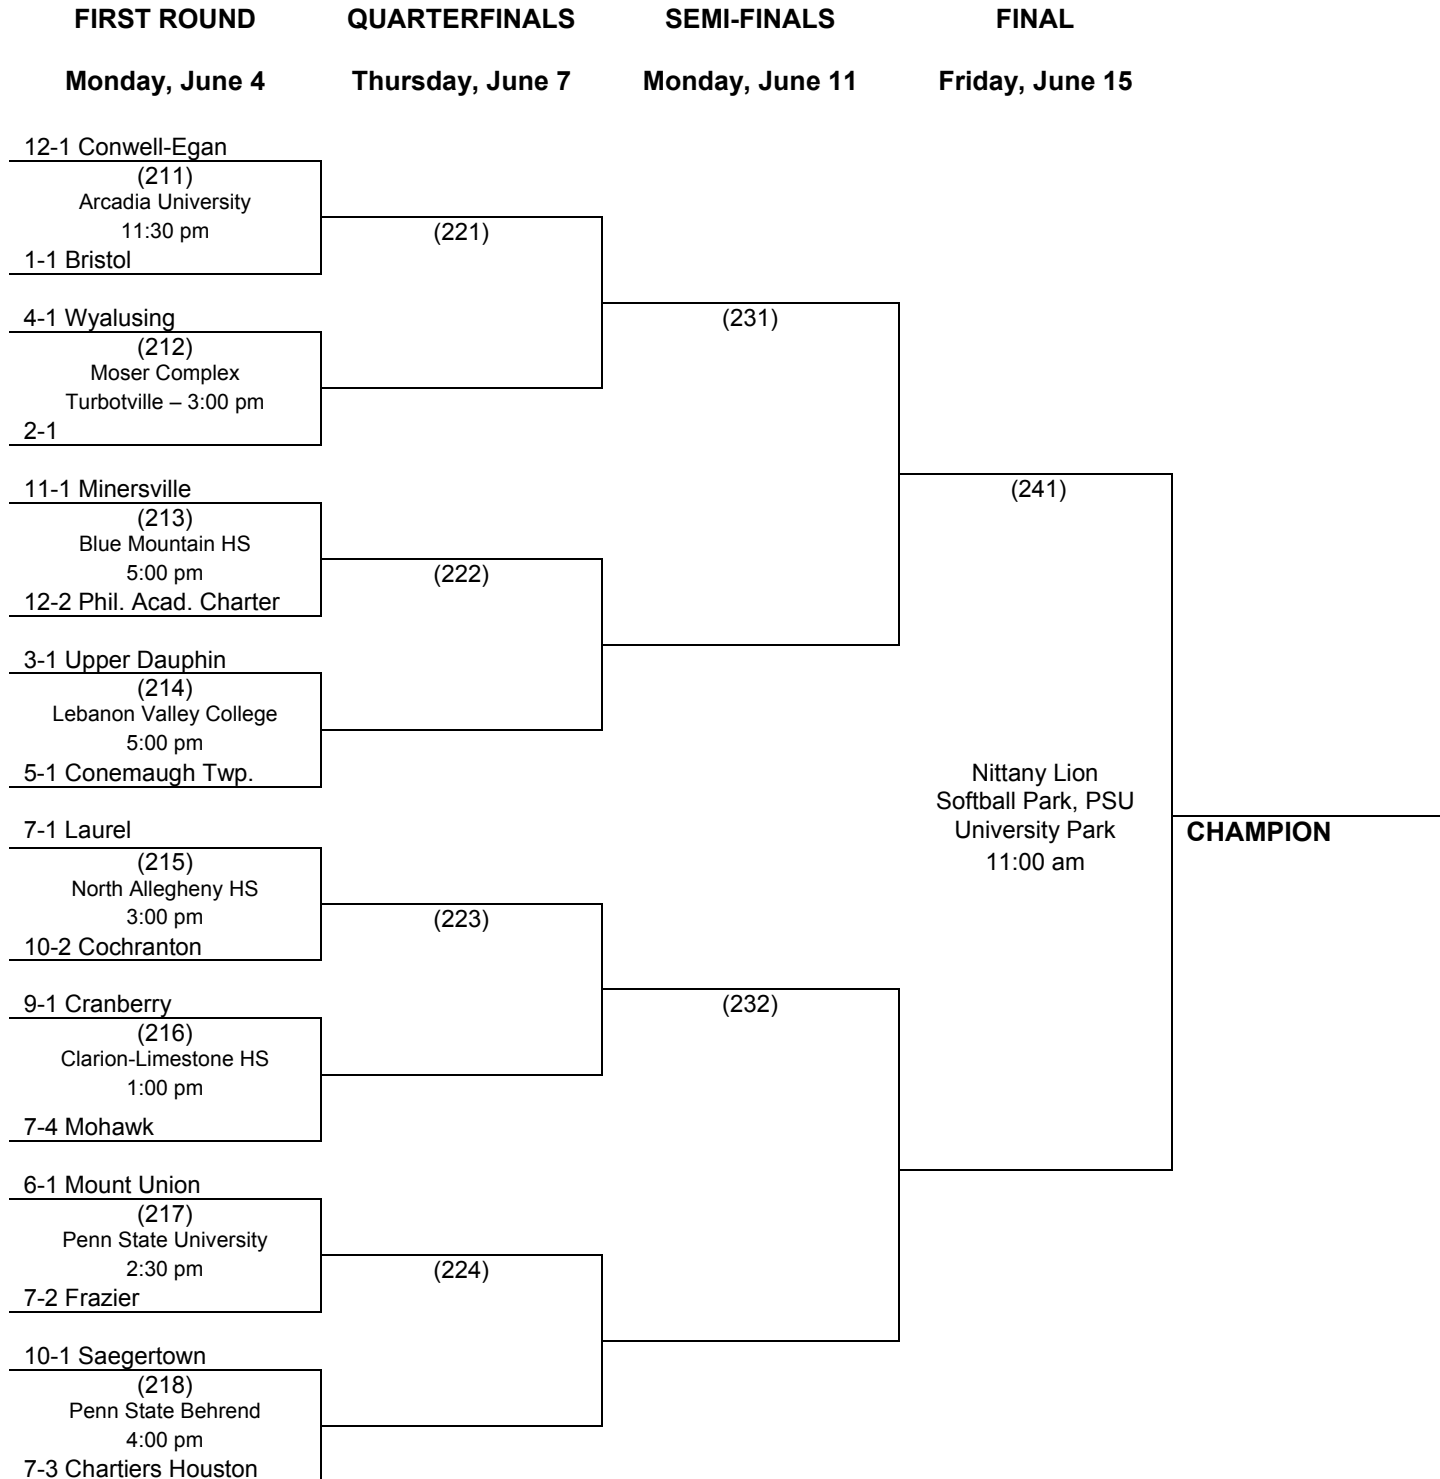 FIRST ROUND QUARTERFINALS SEMI-FINALS FINAL
Monday, June 4 Thursday, June 7 Monday, June 11 Friday, June 15
12-1 Conwell-Egan
(211)
Arcadia University
11:30 pm
(221)
1-1 Bristol
4-1 Wyalusing
(231)
(212)
Moser Complex
Turbotville – 3:00 pm
2-1
11-1 Minersville
(241)
(213)
Blue Mountain HS
5:00 pm
(222)
12-2 Phil. Acad. Charter
3-1 Upper Dauphin
(214)
Lebanon Valley College
5:00 pm
5-1 Conemaugh Twp.
Nittany Lion
Softball Park, PSU
University Park
11:00 am
CHAMPION
7-1 Laurel
(215)
North Allegheny HS
3:00 pm
(223)
10-2 Cochranton
9-1 Cranberry
(232)
(216)
Clarion-Limestone HS
1:00 pm
7-4 Mohawk
6-1 Mount Union
(217)
Penn State University
2:30 pm
(224)
7-2 Frazier
10-1 Saegertown
(218)
Penn State Behrend
4:00 pm
7-3 Chartiers Houston